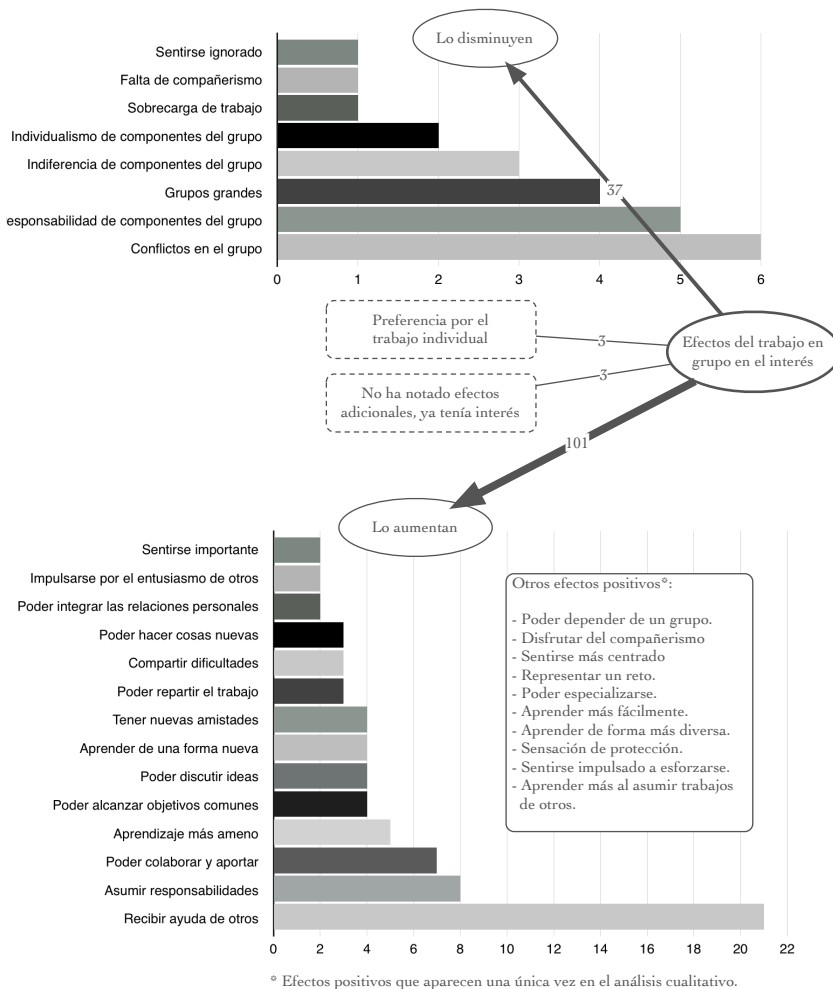 Lo disminuyen
Sentirse ignorado
Falta de compañerismo
Sobrecarga de trabajo
Individualismo de componentes del grupo
Indiferencia de componentes del grupo
Grupos grandes
37
esponsabilidad de componentes del grupo
Conflictos en el grupo
0 1 2 3 4 5 6
Preferencia por el
trabajo individual
3
Efectos del trabajo en
grupo en el interés
No ha notado efectos
adicionales, ya tenía interés
3
101
Lo aumentan
Sentirse importante
Impulsarse por el entusiasmo de otros
Poder integrar las relaciones personales
Poder hacer cosas nuevas
Compartir dificultades
Poder repartir el trabajo
Tener nuevas amistades
Aprender de una forma nueva
Poder discutir ideas
Poder alcanzar objetivos comunes
Aprendizaje más ameno
Poder colaborar y aportar
Asumir responsabilidades
Recibir ayuda de otros
0 2 4 6 8 10 12 14 16 18 20 22
Otros efectos positivos*:
- Poder depender de un grupo.
- Disfrutar del compañerismo
- Sentirse más centrado
- Representar un reto.
- Poder especializarse.
- Aprender más fácilmente.
- Aprender de forma más diversa.
- Sensación de protección.
- Sentirse impulsado a esforzarse.
- Aprender más al asumir trabajos
de otros.
* Efectos positivos que aparecen una única vez en el análisis cualitativo.